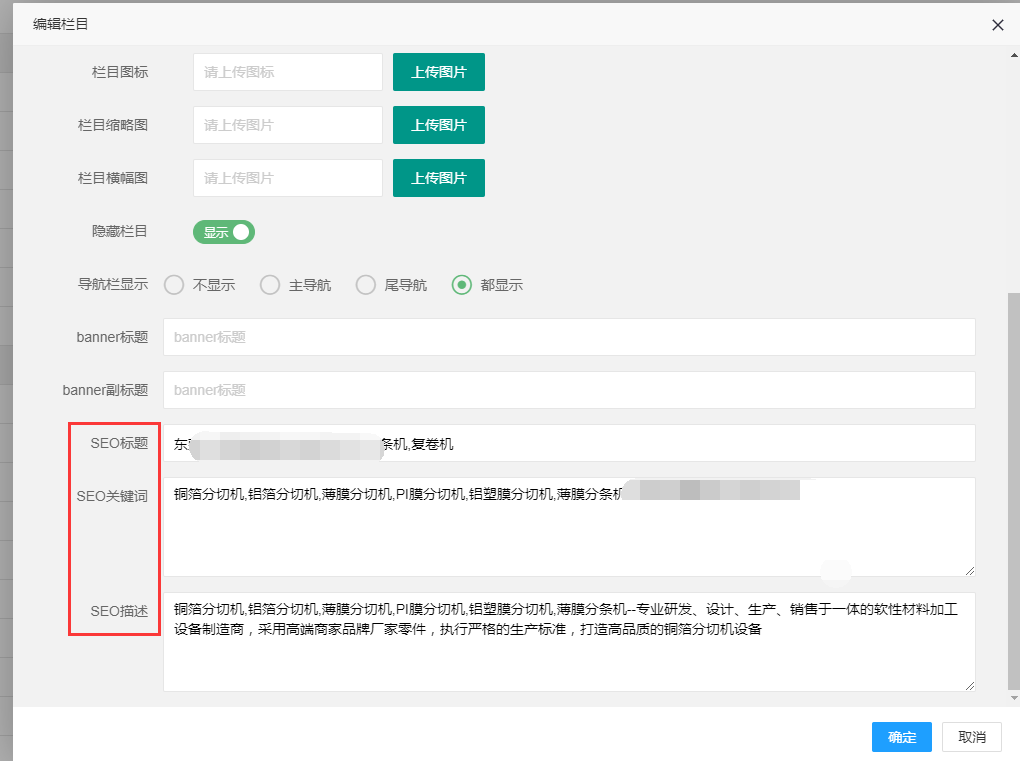 编辑栏目
栏目图标 请上传图标 上传图片
栏目缩略图 请上传图片 上传图片
栏目横幅图 请上传图片 上传图片
隐藏栏目 显示
导航栏显示 不显示 主导航 尾导航 都显示
banner标题 banner标题
banner副标题 banner标题
SEO标题 东 条机,复卷机
SEO关键词 铜箔分切机,铝箔分切机,薄膜分切机,PI膜分切机,铝塑膜分切机,薄膜分条机
SEO描述 铜箔分切机,铝箔分切机,薄膜分切机,PI膜分切机,铝塑膜分切机,薄膜分条机--专业研发、设计、生产、销售于一体的软性材料加工
设备制造商，采用高端商家品牌厂家零件，执行严格的生产标准，打造高品质的铜箔分切机设备
确定 取消